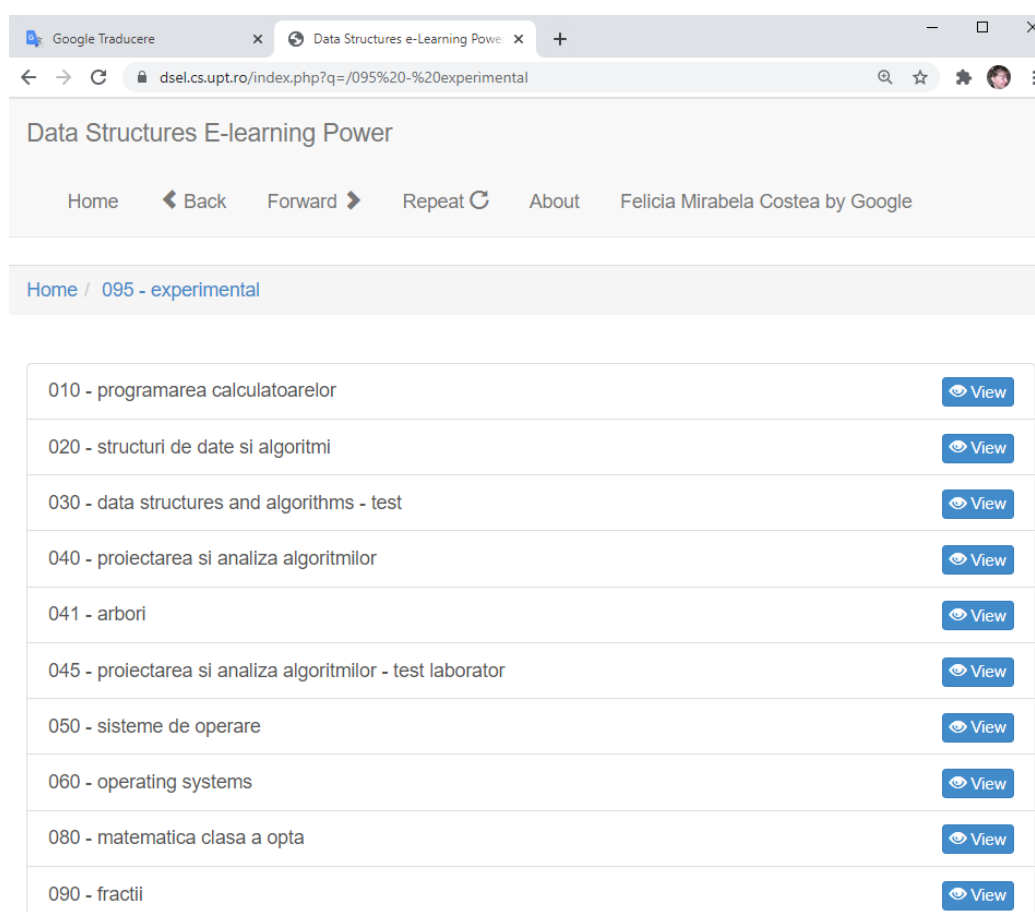 Google Traducere
Data Structures e-Learning Powe
dsel.cs.upt.ro/index.php?q=/095%20-%20experimental
Data Structures E-learning Power
Home Back Forward Repeat About Felicia Mirabela Costea by Google
Home / 095 - experimental
010 - programarea calculatoarelor View
020 - structuri de date si algoritmi View
030 - data structures and algorithms - test View
040 - proiectarea si analiza algoritmilor View
041 - arbori View
045 - proiectarea si analiza algoritmilor - test laborator View
050 - sisteme de operare View
060 - operating systems View
080 - matematica clasa a opta View
090 - fractii View